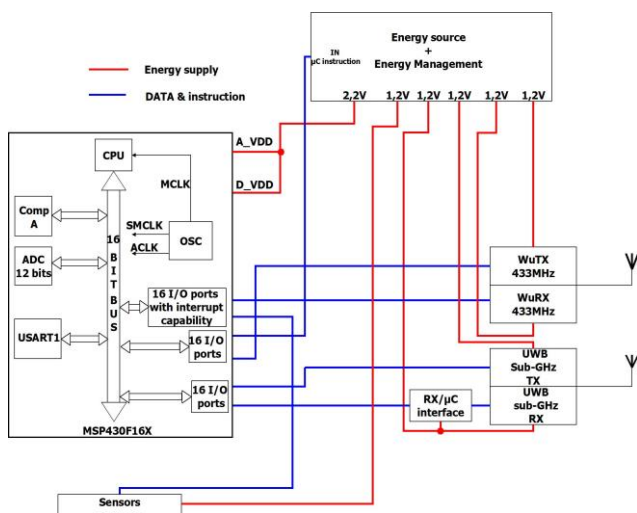 Energy supply
DATA & instruction
IN
µC instruction
Energy source
+
Energy Management
2,2V
1,2V
1,2V
1,2V
1,2V
1,2V
A_VDD
D_VDD
CPU
MCLK
Comp
A
SMCLK
ACLK
OSC
ADC
12 bits
16
B
I
T
B
U
S
16 I/O ports
with interrupt
capability
USART1
16 I/O
ports
16 I/O
ports
MSP430F16X
WuTX
433MHz
WuRX
433MHz
UWB
Sub-GHz
TX
UWB
sub-GHz
RX
RX/µC
interface
Sensors